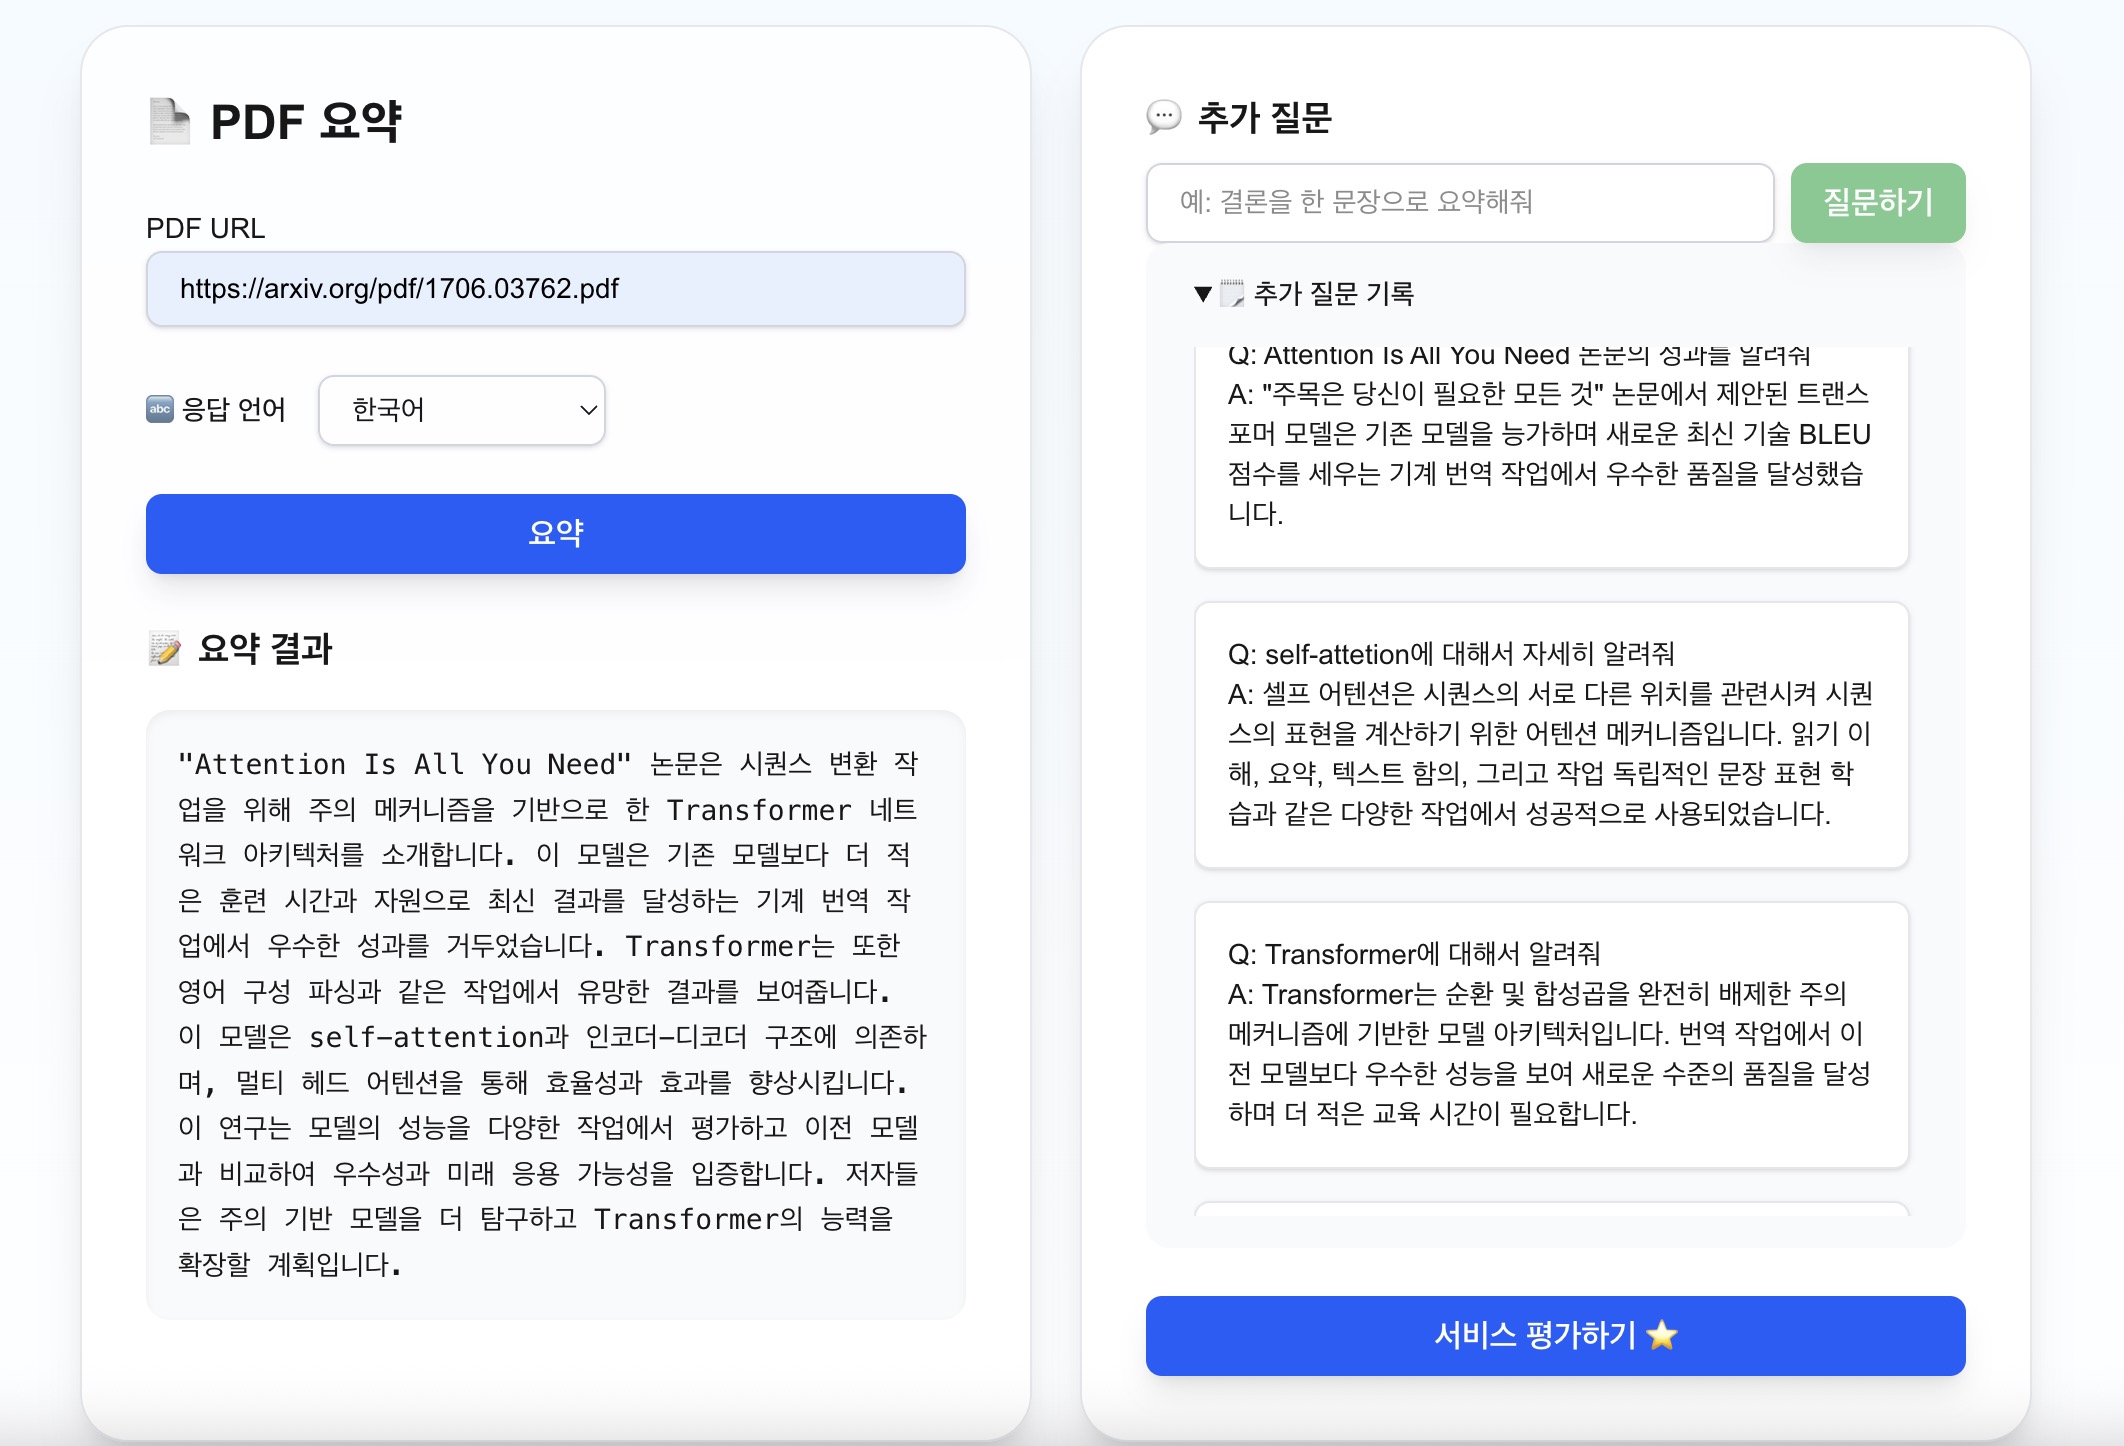 PDF 요약
PDF URL
https://arxiv.org/pdf/1706.03762.pdf
abc 응답 언어
한국어
요약
요약 결과
"Attention Is All You Need" 논문은 시퀀스 변환 작
업을 위해 주의 메커니즘을 기반으로 한 Transformer 네트
워크 아키텍처를 소개합니다. 이 모델은 기존 모델보다 더 적
은 훈련 시간과 자원으로 최신 결과를 달성하는 기계 번역 작
업에서 우수한 성과를 거두었습니다. Transformer는 또한
영어 구성 파싱과 같은 작업에서 유망한 결과를 보여줍니다.
이 모델은 self-attention과 인코더-디코더 구조에 의존하
며, 멀티 헤드 어텐션을 통해 효율성과 효과를 향상시킵니다.
이 연구는 모델의 성능을 다양한 작업에서 평가하고 이전 모델
과 비교하여 우수성과 미래 응용 가능성을 입증합니다. 저자들
은 주의 기반 모델을 더 탐구하고 Transformer의 능력을
확장할 계획입니다.
추가 질문
예: 결론을 한 문장으로 요약해줘
질문하기
▼ 추가 질문 기록
Q: Attention Is All You Need 논문의 성과를 알려줘
A: "주목은 당신이 필요한 모든 것" 논문에서 제안된 트랜스
포머 모델은 기존 모델을 능가하며 새로운 최신 기술 BLEU
점수를 세우는 기계 번역 작업에서 우수한 품질을 달성했습
니다.
Q: self-attetion에 대해서 자세히 알려줘
A: 셀프 어텐션은 시퀀스의 서로 다른 위치를 관련시켜 시퀀
스의 표현을 계산하기 위한 어텐션 메커니즘입니다. 읽기 이
해, 요약, 텍스트 함의, 그리고 작업 독립적인 문장 표현 학
습과 같은 다양한 작업에서 성공적으로 사용되었습니다.
Q: Transformer에 대해서 알려줘
A: Transformer는 순환 및 합성곱을 완전히 배제한 주의
메커니즘에 기반한 모델 아키텍처입니다. 번역 작업에서 이
전 모델보다 우수한 성능을 보여 새로운 수준의 품질을 달성
하며 더 적은 교육 시간이 필요합니다.
서비스 평가하기